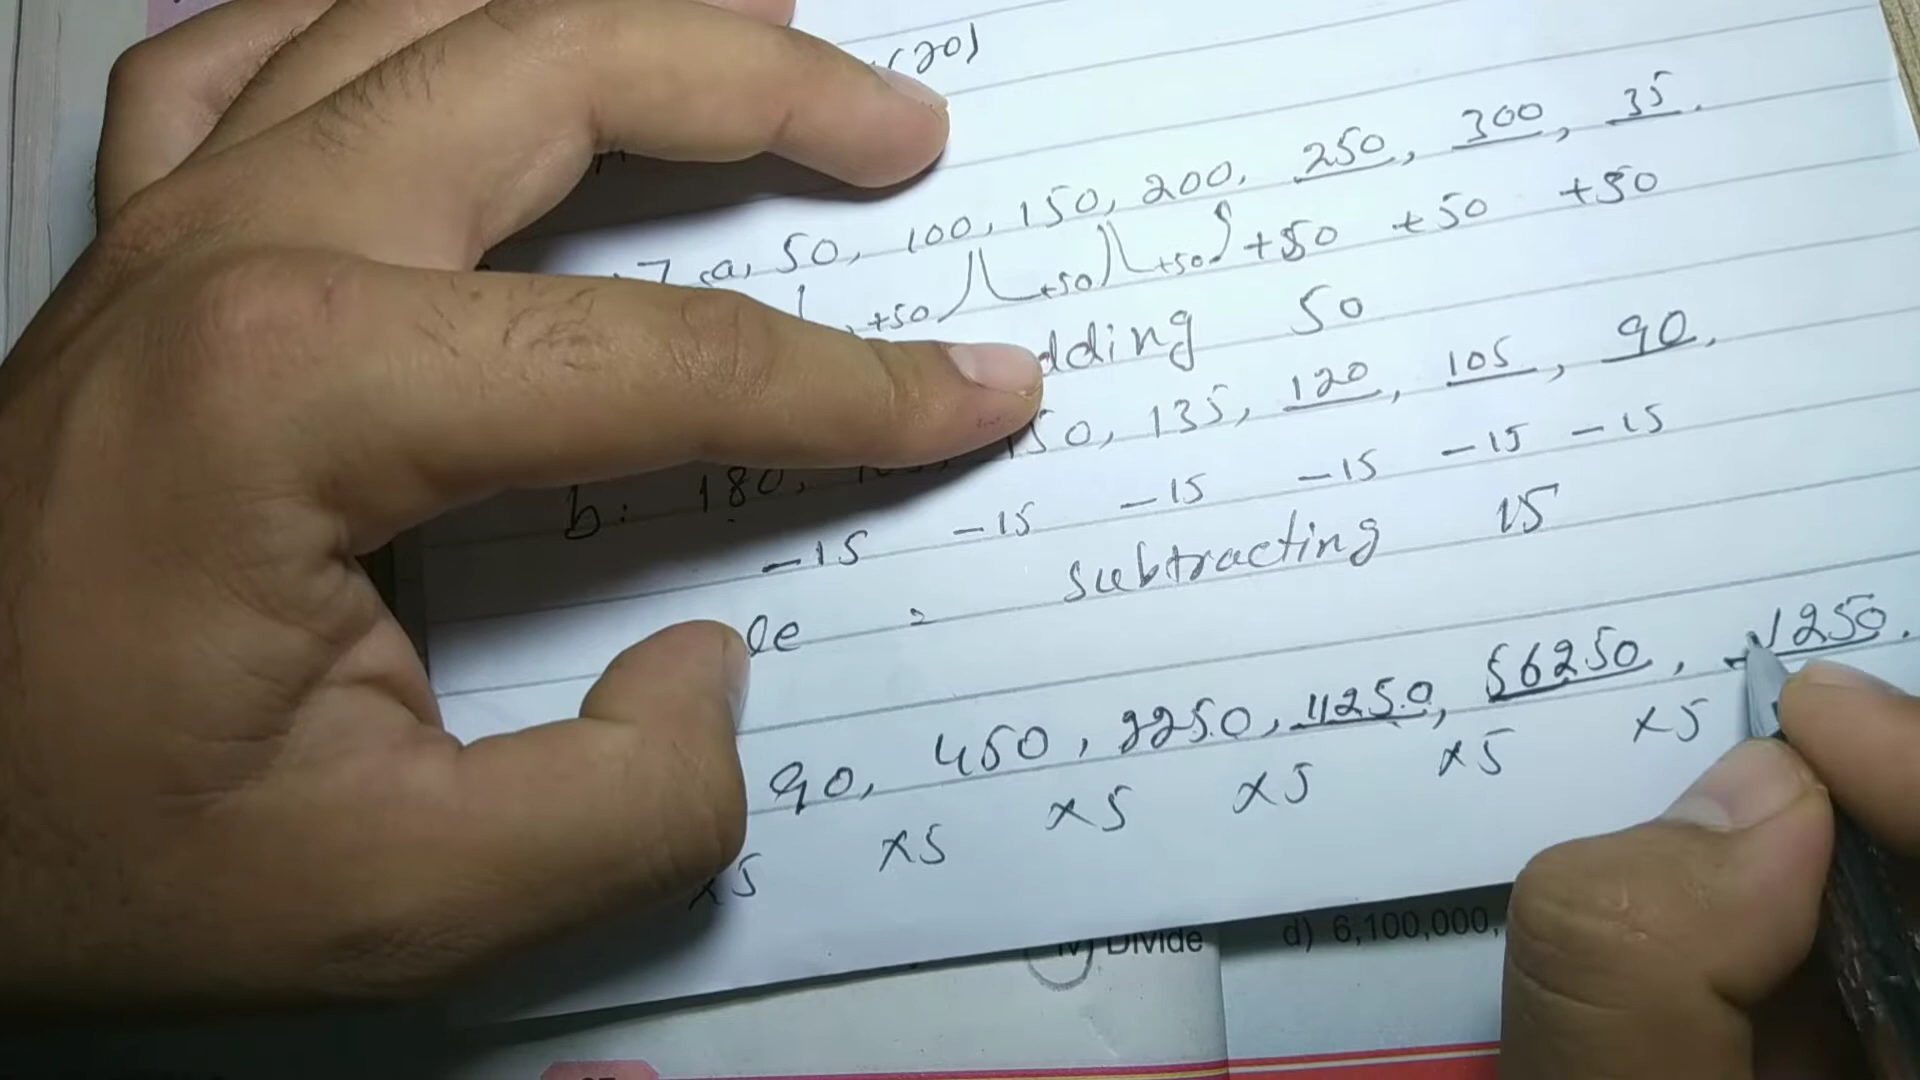 (20)
a, 50, 100, 150, 200, 250, 300, 35.
+50 +50 +50 +50 +50 +50
dding 50
b: 180, 150, 135, 120, 105, 90.
-15 -15 -15 -15 -15 -15
le = subtracting 15
90, 450, 2250, 11250, 56250, 1250.
x5 x5 x5 x5 x5 x5
iv) Divide
d) 6,100,000,